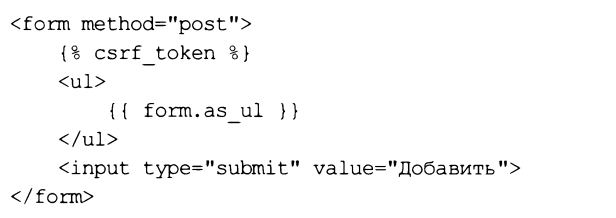 <form method="post">
    {% csrf_token %}
    <ul>
        {{ form.as_ul }}
    </ul>
    <input type="submit" value="Добавить">
</form>